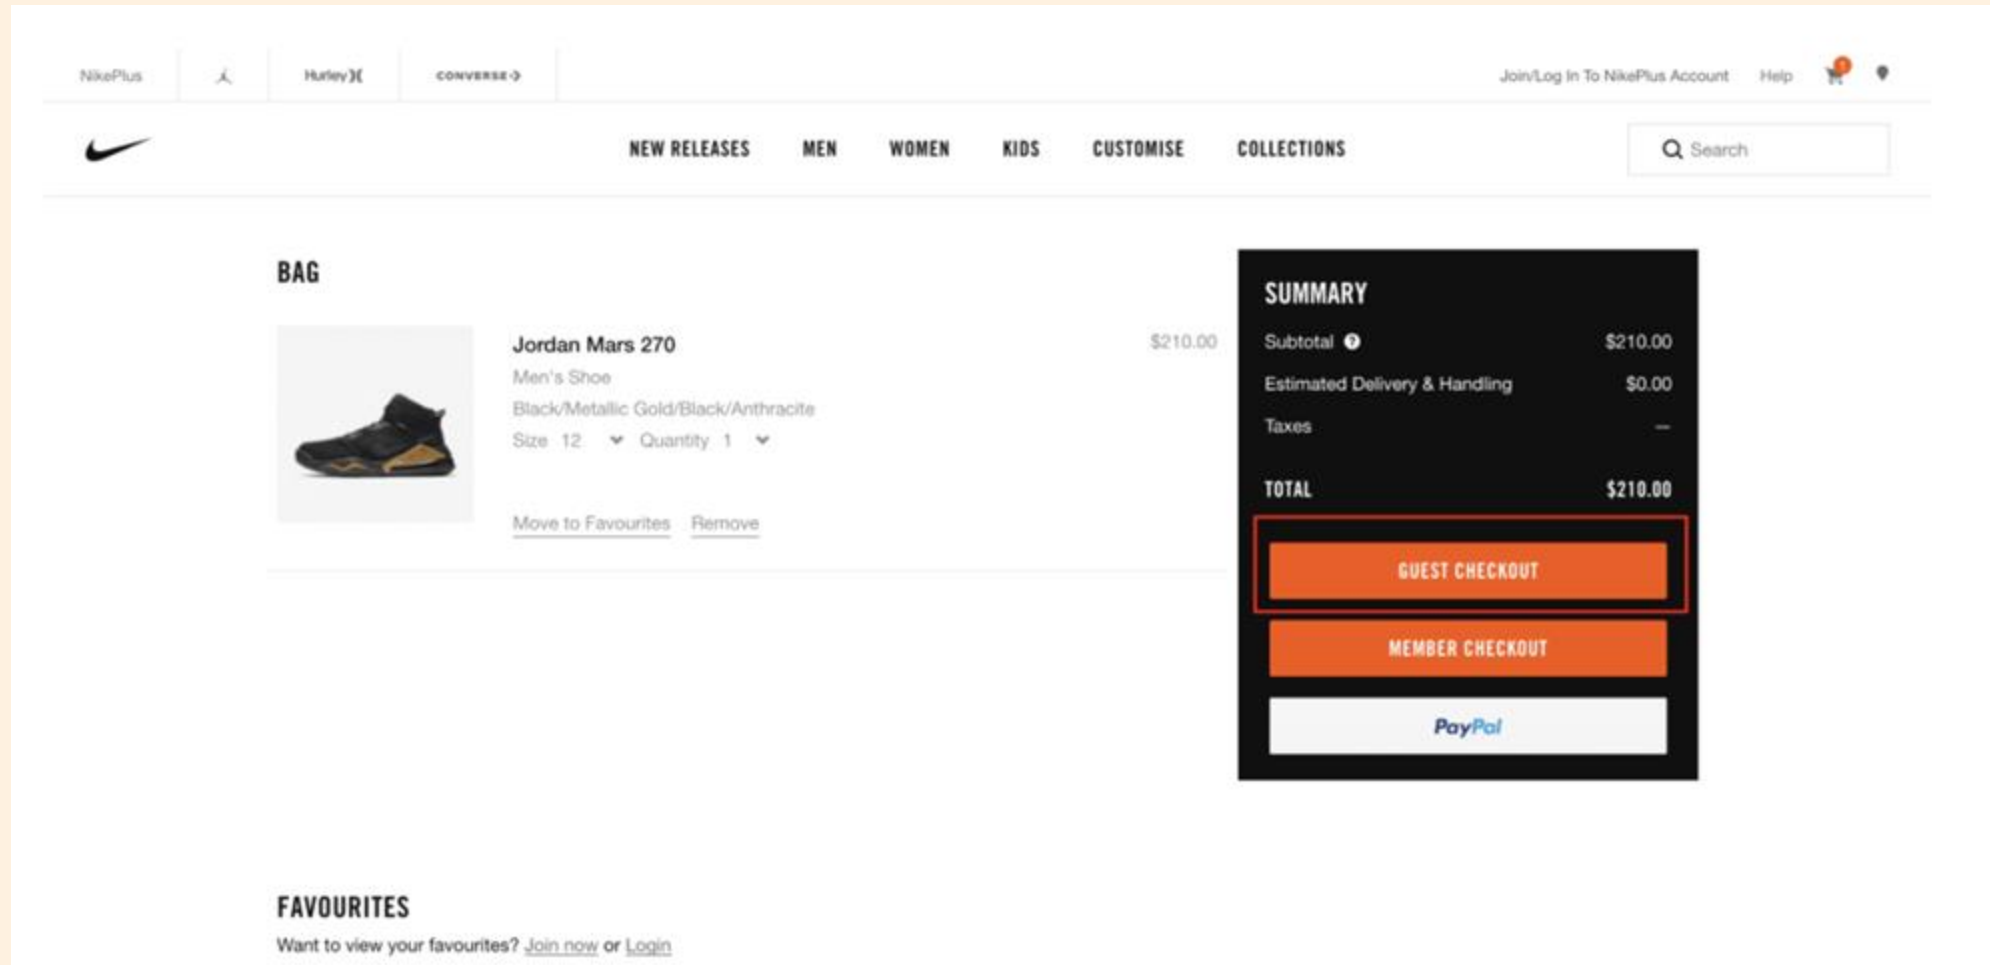 NikePlus
Hurley
CONVERSE
Join/Log In To NikePlus Account
Help
1
NEW RELEASES
MEN
WOMEN
KIDS
CUSTOMISE
COLLECTIONS
Search
BAG
Jordan Mars 270
$210.00
Men's Shoe
Black/Metallic Gold/Black/Anthracite
Size 12 Quantity 1
Move to Favourites Remove
SUMMARY
Subtotal ? $210.00
Estimated Delivery & Handling $0.00
Taxes —
TOTAL $210.00
GUEST CHECKOUT
MEMBER CHECKOUT
PayPal
FAVOURITES
Want to view your favourites? Join now or Login